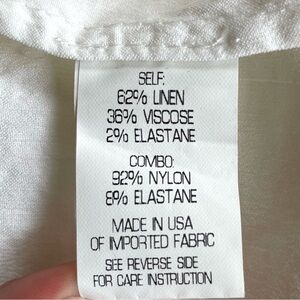 SELF:
62% LINEN
36% VISCOSE
2% ELASTANE
COMBO:
92% NYLON
8% ELASTANE
MADE IN USA
OF IMPORTED FABRIC
SEE REVERSE SIDE
FOR CARE INSTRUCTION